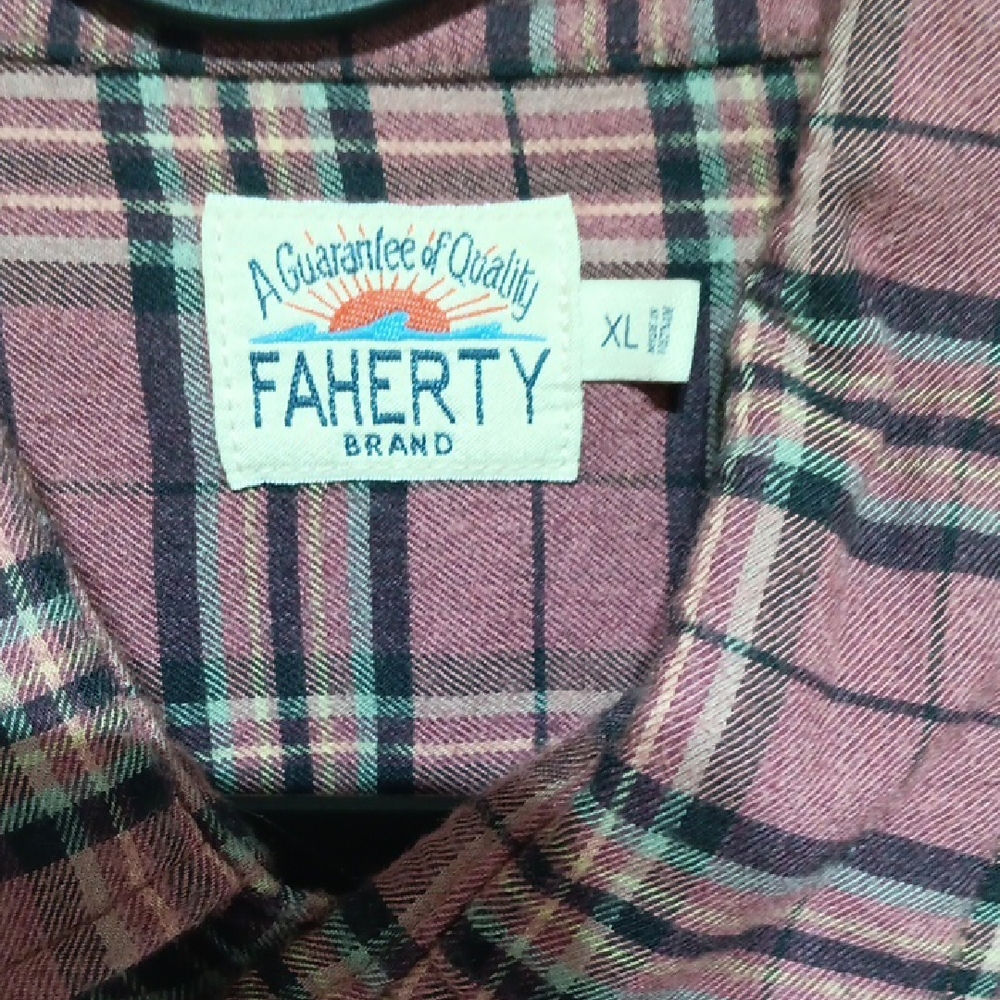 A Guarantee of Quality
FAHERTY
BRAND
XL